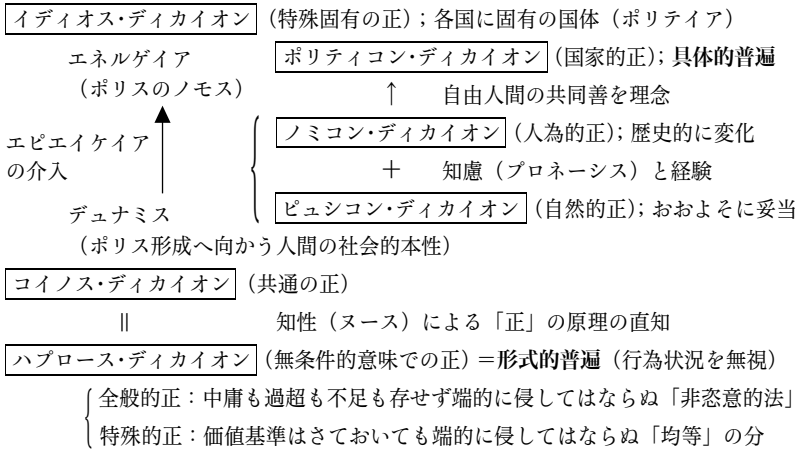 イディオス・ディカイオン（特殊固有の正）；各国に固有の国体（ポリテイア）
エネルゲイア ポリティコン・ディカイオン（国家的正）；具体的普遍
（ポリスのノモス） ↑ 自由人間の共同善を理念
エピエイケイア ノミコン・ディカイオン（人為的正）；歴史的に変化
の介入 ＋ 知慮（プロネーシス）と経験
デュナミス ピュシコン・ディカイオン（自然的正）；おおよそに妥当
（ポリス形成へ向かう人間の社会的本性）
コイノス・ディカイオン（共通の正）
॥ 知性（ヌース）による「正」の原理の直知
ハプロース・ディカイオン（無条件的意味での正）＝形式的普遍（行為状況を無視）
全般的正：中庸も過超も不足も存せず端的に侵してはならぬ「非恣意的法」
特殊的正：価値基準はさておいても端的に侵してはならぬ「均等」の分